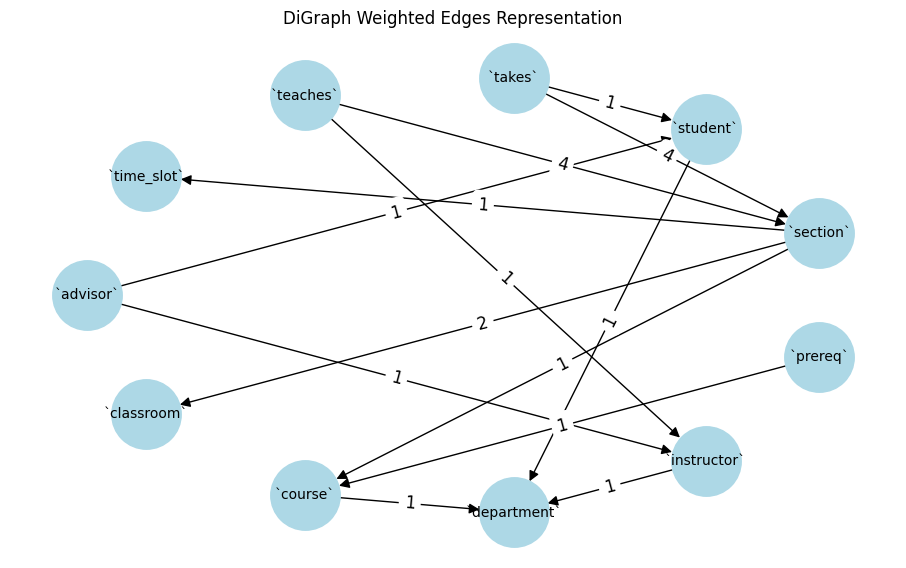 DiGraph Weighted Edges Representation
`takes`
`teaches`
1
`student`
4
4
`time_slot`
1
1
`section`
1
`advisor`
2
1
`prereq`
1
1
`classroom`
1
`instructor`
1
`course`
1
`department`